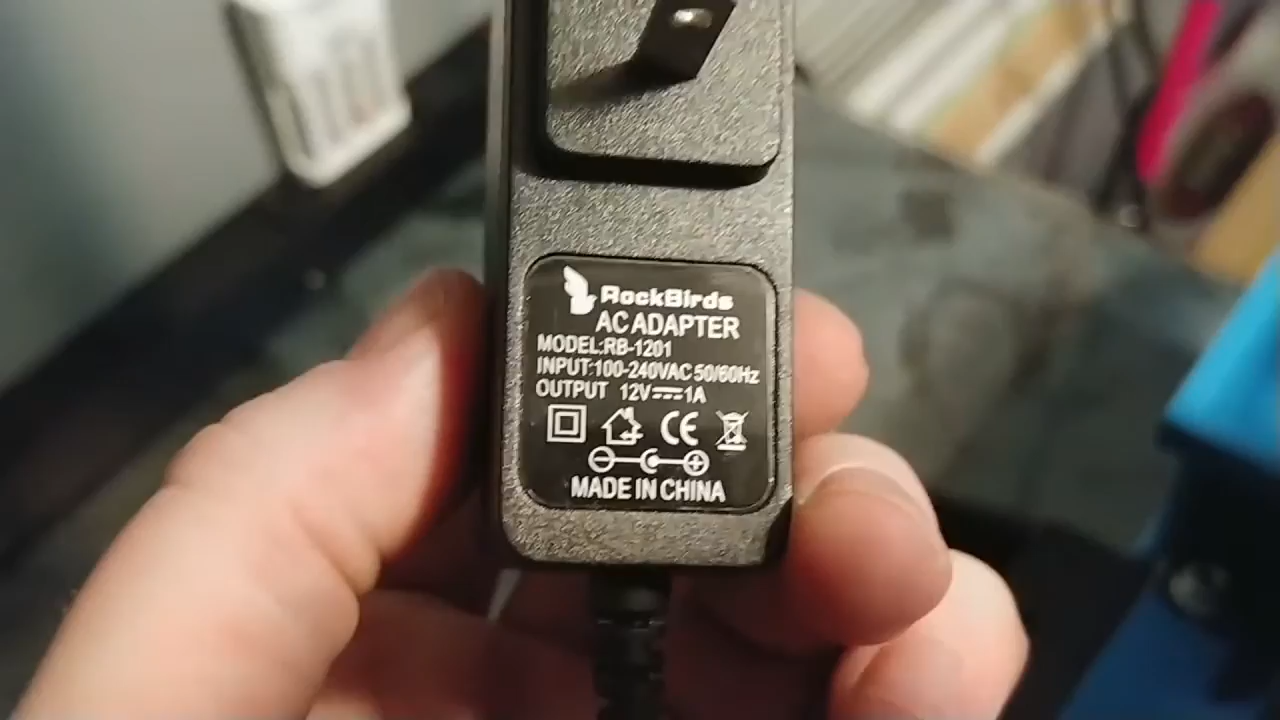 RockBirds
AC ADAPTER
MODEL:RB-1201
INPUT:100-240VAC 50/60Hz
OUTPUT 12V⎓1A
CE
MADE IN CHINA